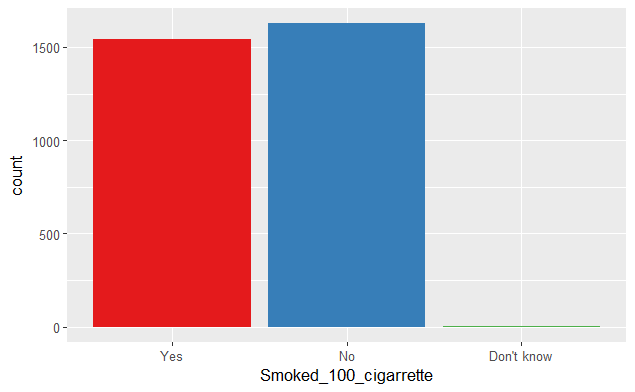 count
1500
1000
500
0
Yes No Don't know
Smoked_100_cigarrette